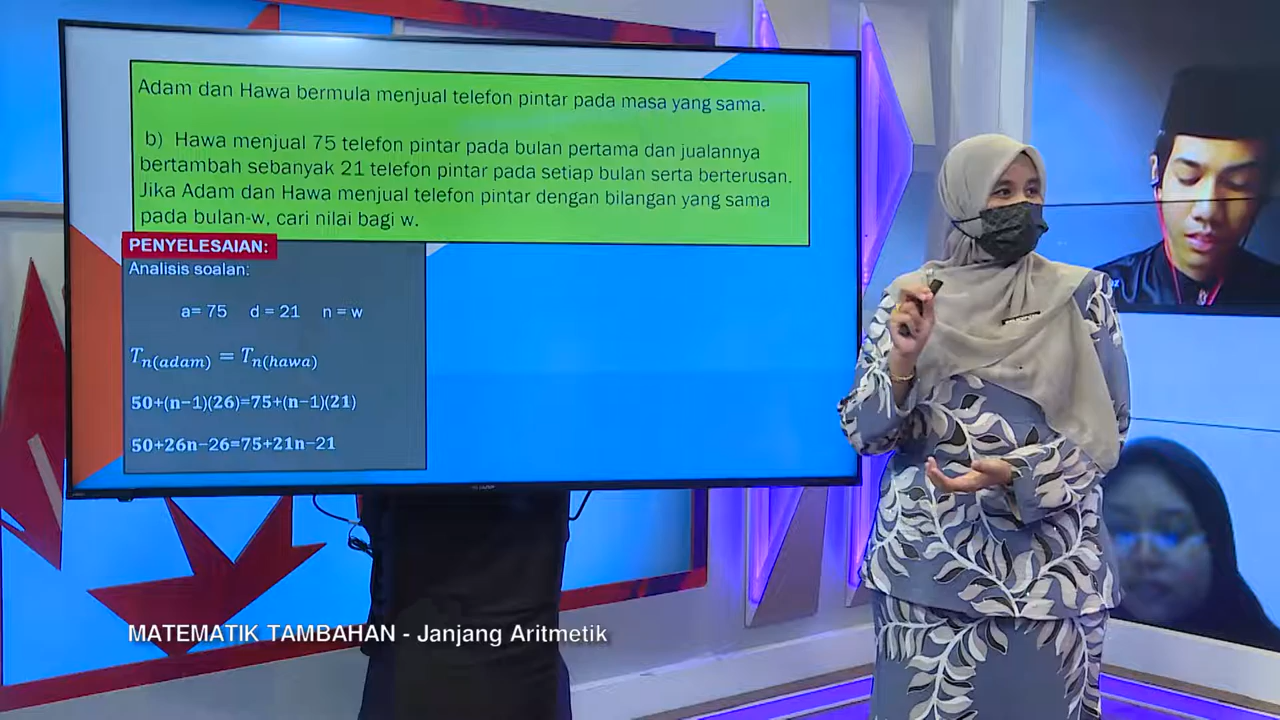 Adam dan Hawa bermula menjual telefon pintar pada masa yang sama.
b) Hawa menjual 75 telefon pintar pada bulan pertama dan jualannya
bertambah sebanyak 21 telefon pintar pada setiap bulan serta berterusan.
Jika Adam dan Hawa menjual telefon pintar dengan bilangan yang sama
pada bulan-w, cari nilai bagi w.
PENYELESAIAN:
Analisis soalan:
a= 75 d = 21 n = w
T_{n(adam)} = T_{n(hawa)}
50+(n−1)(26)=75+(n−1)(21)
50+26n−26=75+21n−21
MATEMATIK TAMBAHAN - Janjang Aritmetik